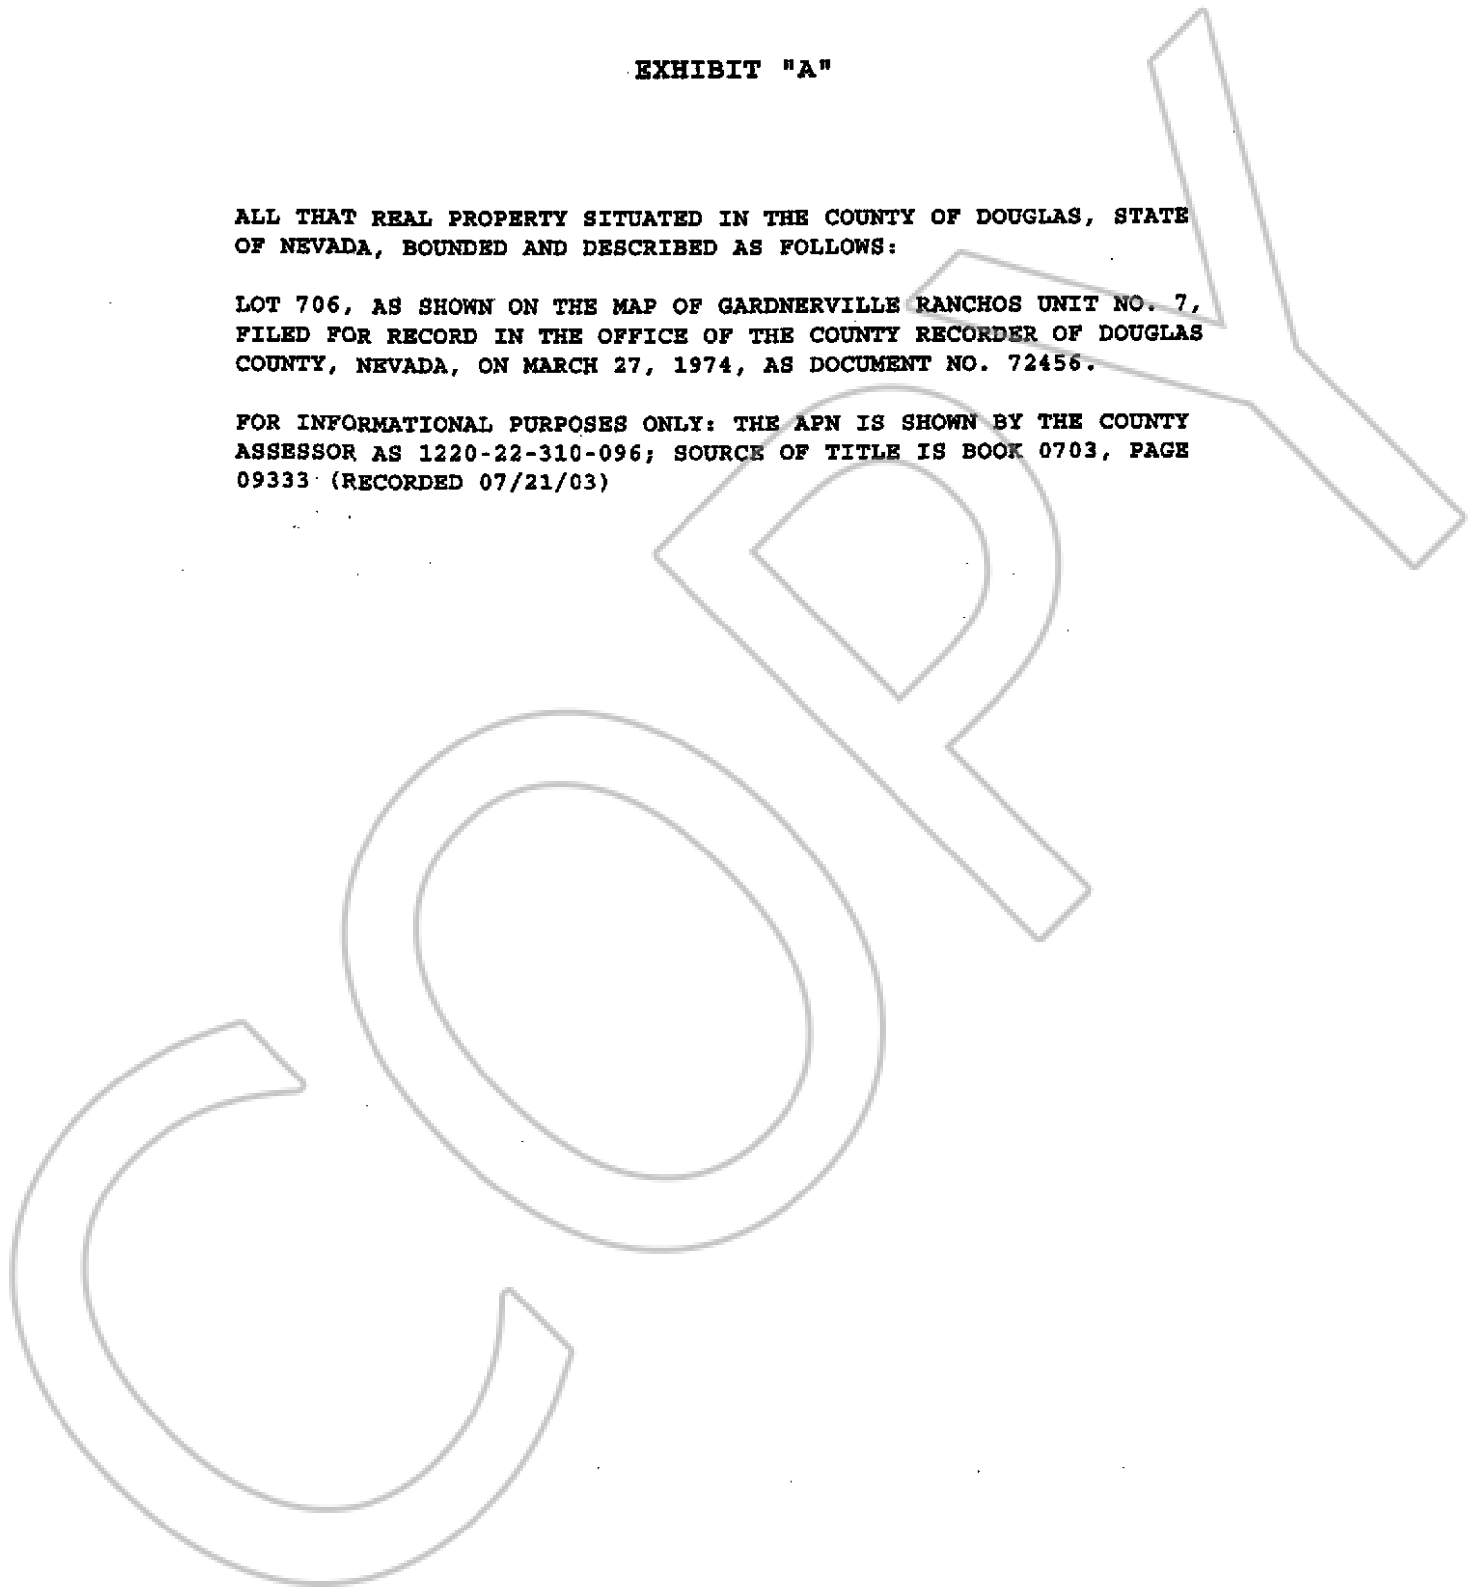 EXHIBIT "A"
ALL THAT REAL PROPERTY SITUATED IN THE COUNTY OF DOUGLAS, STATE
OF NEVADA, BOUNDED AND DESCRIBED AS FOLLOWS:
LOT 706, AS SHOWN ON THE MAP OF GARDNERVILLE RANCHOS UNIT NO. 7,
FILED FOR RECORD IN THE OFFICE OF THE COUNTY RECORDER OF DOUGLAS
COUNTY, NEVADA, ON MARCH 27, 1974, AS DOCUMENT NO. 72456.
FOR INFORMATIONAL PURPOSES ONLY: THE APN IS SHOWN BY THE COUNTY
ASSESSOR AS 1220-22-310-096; SOURCE OF TITLE IS BOOK 0703, PAGE
09333 (RECORDED 07/21/03)
COPY